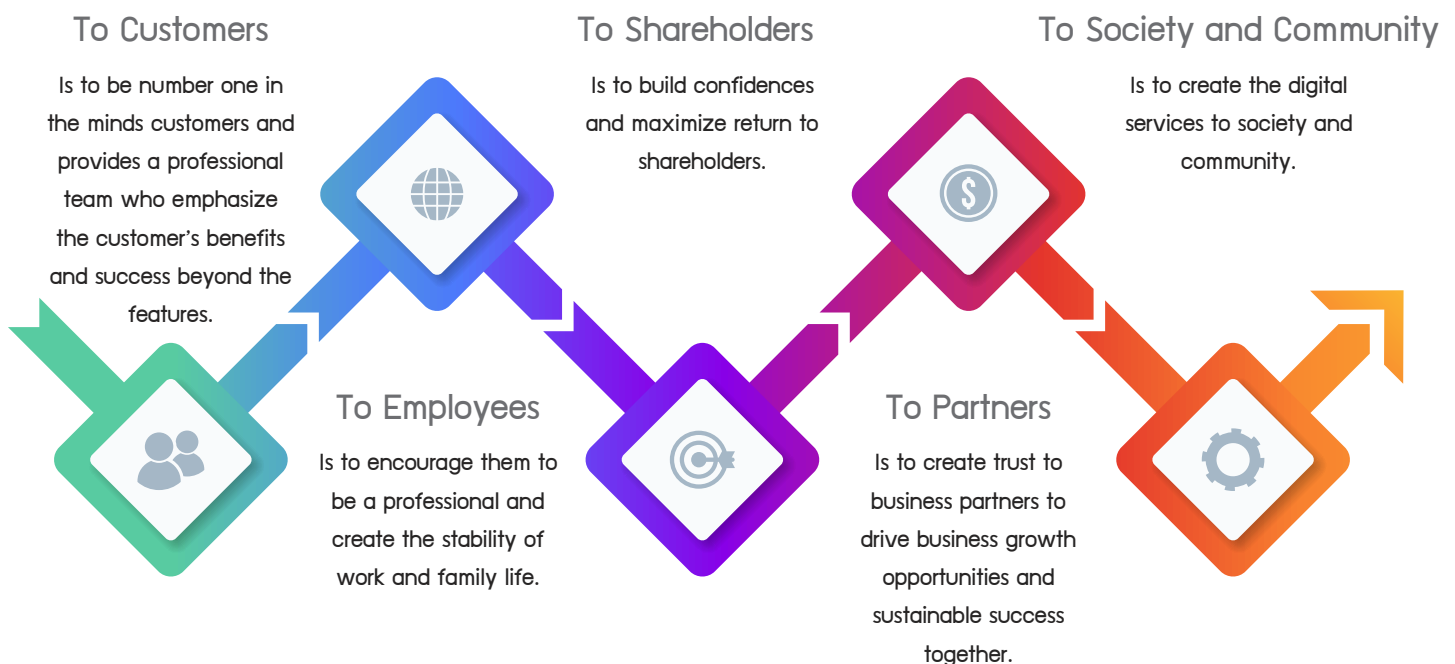 To Customers
Is to be number one in
the minds customers and
provides a professional
team who emphasize
the customer's benefits
and success beyond the
features.
To Employees
Is to encourage them to
be a professional and
create the stability of
work and family life.
To Shareholders
Is to build confidences
and maximize return to
shareholders.
To Partners
Is to create trust to
business partners to
drive business growth
opportunities and
sustainable success
together.
To Society and Community
Is to create the digital
services to society and
community.
$